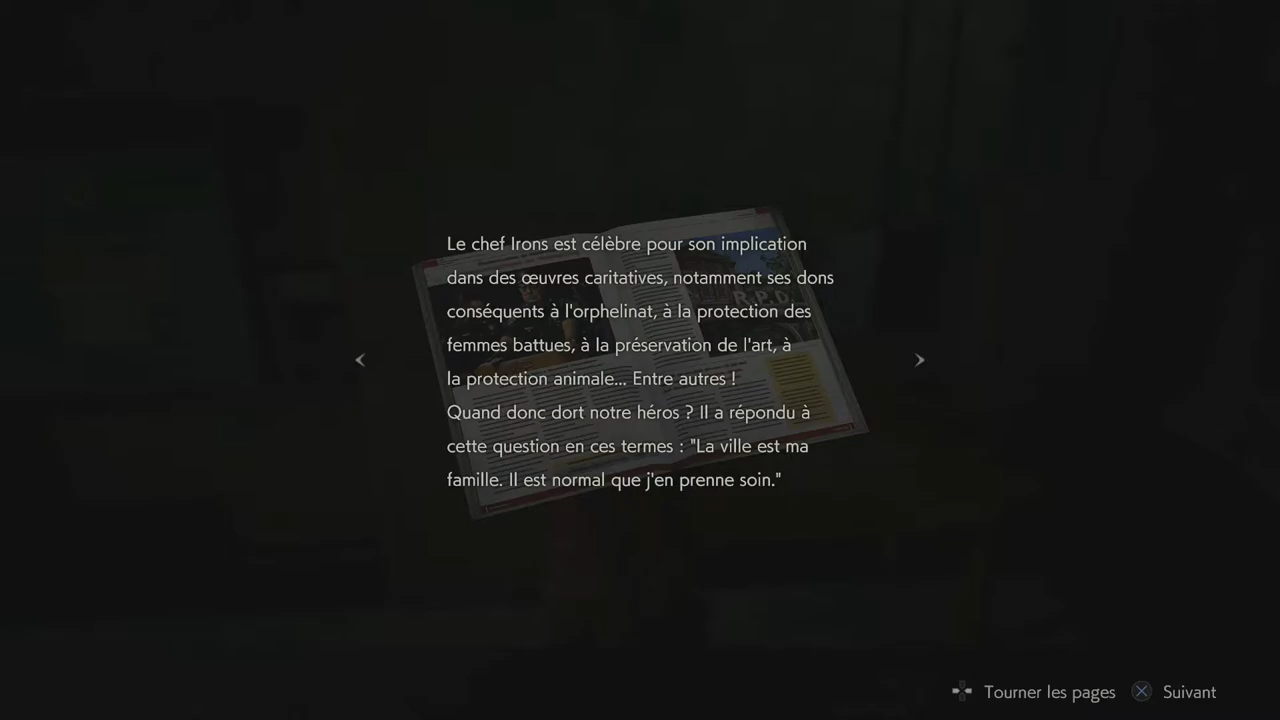 Le chef Irons est célèbre pour son implication
dans des œuvres caritatives, notamment ses dons
conséquents à l'orphelinat, à la protection des
femmes battues, à la préservation de l'art, à
la protection animale... Entre autres !
Quand donc dort notre héros ? Il a répondu à
cette question en ces termes : "La ville est ma
famille. Il est normal que j'en prenne soin."
R.P.D.
Tourner les pages
Suivant